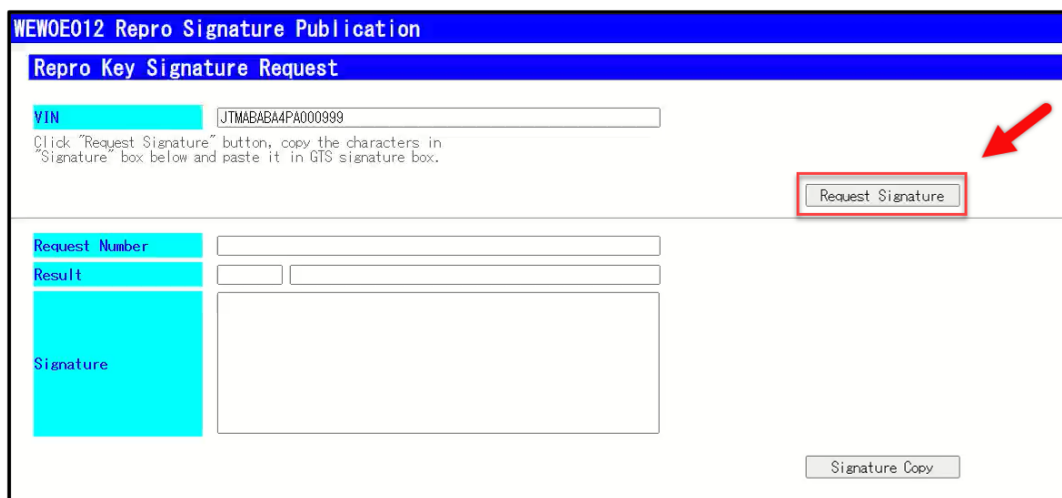 WEWOE012 Repro Signature Publication
Repro Key Signature Request
VIN
JTMABABA4PA000999
Click "Request Signature" button, copy the characters in
"Signature" box below and paste it in GTS signature box.
Request Signature
Request Number
Result
Signature
Signature Copy